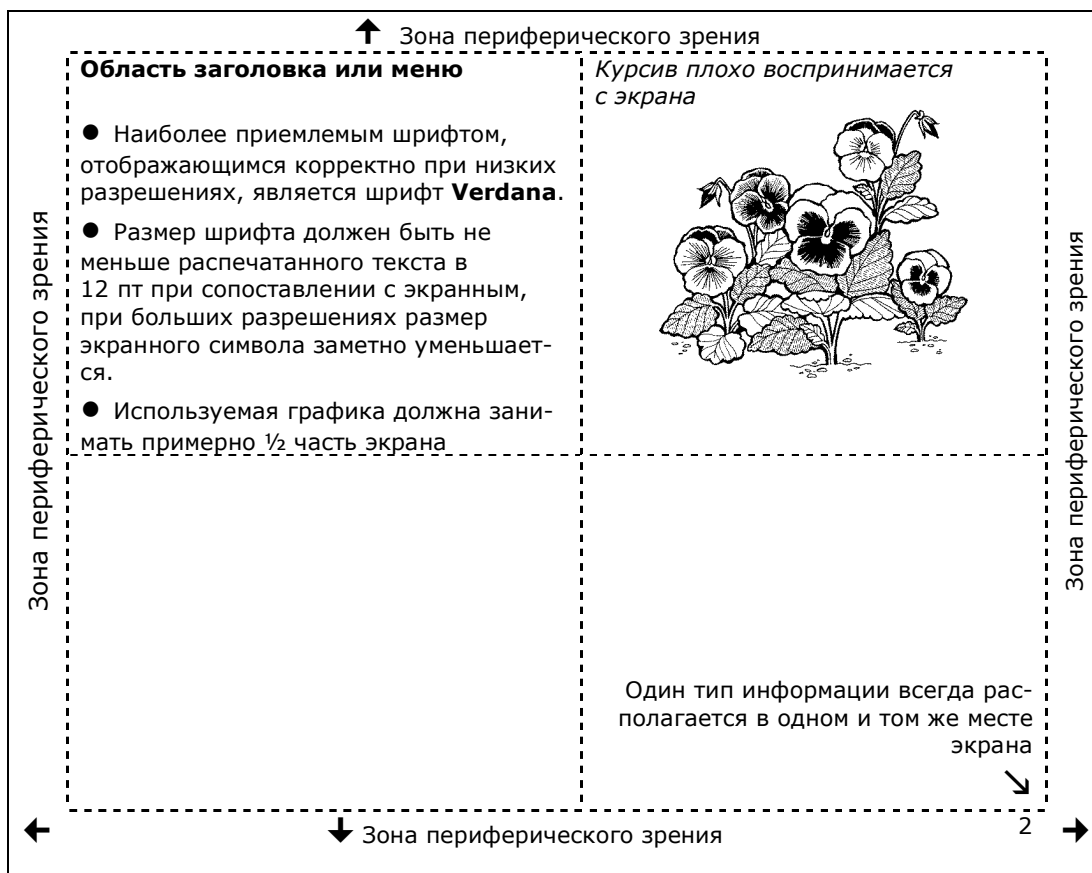 Зона периферического зрения
Область заголовка или меню
● Наиболее приемлемым шрифтом,
отображающимся корректно при низких
разрешениях, является шрифт Verdana.
● Размер шрифта должен быть не
меньше распечатанного текста в
12 пт при сопоставлении с экранным,
при больших разрешениях размер
экранного символа заметно уменьшает-
ся.
● Используемая графика должна зани-
мать примерно ½ часть экрана
Курсив плохо воспринимается
с экрана
Зона периферического зрения
Зона периферического зрения
Один тип информации всегда рас-
полагается в одном и том же месте
экрана
2
Зона периферического зрения